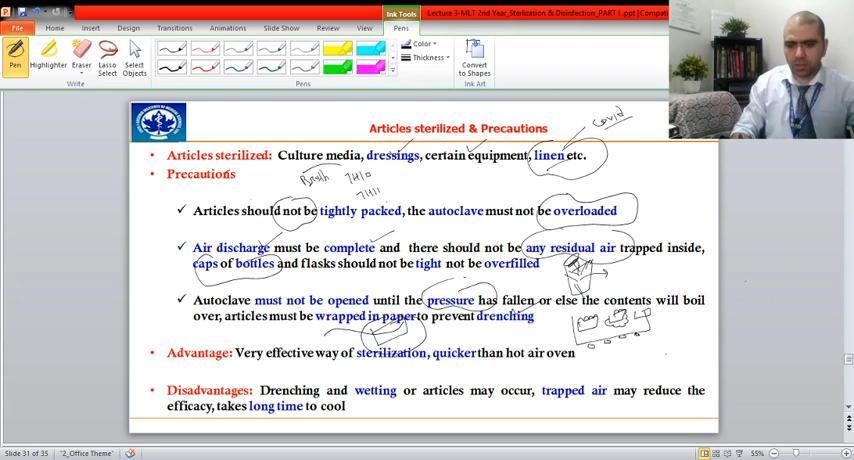 Ink Tools
Lecture 3-MLT 2nd Year_Sterlization & Disinfection_PART I .ppt [Compati
File
Home
Insert
Design
Transitions
Animations
Slide Show
Review
View
Pens
Pen
Highlighter
Eraser
Lasso Select
Select Objects
Color
Thickness
Convert to Shapes
Write
Pens
Ink Art
Articles sterilized & Precautions
Covid
• Articles sterilized: Culture media, dressings, certain equipment, linen etc.
• Precautions
Broth
7H10
7H11
✓ Articles should not be tightly packed, the autoclave must not be overloaded
✓ Air discharge must be complete and there should not be any residual air trapped inside,
caps of bottles and flasks should not be tight not be overfilled
✓ Autoclave must not be opened until the pressure has fallen or else the contents will boil
over, articles must be wrapped in paper to prevent drenching
• Advantage: Very effective way of sterilization, quicker than hot air oven
• Disadvantages: Drenching and wetting or articles may occur, trapped air may reduce the
efficacy, takes long time to cool
Slide 31 of 35
"2_Office Theme"
55%